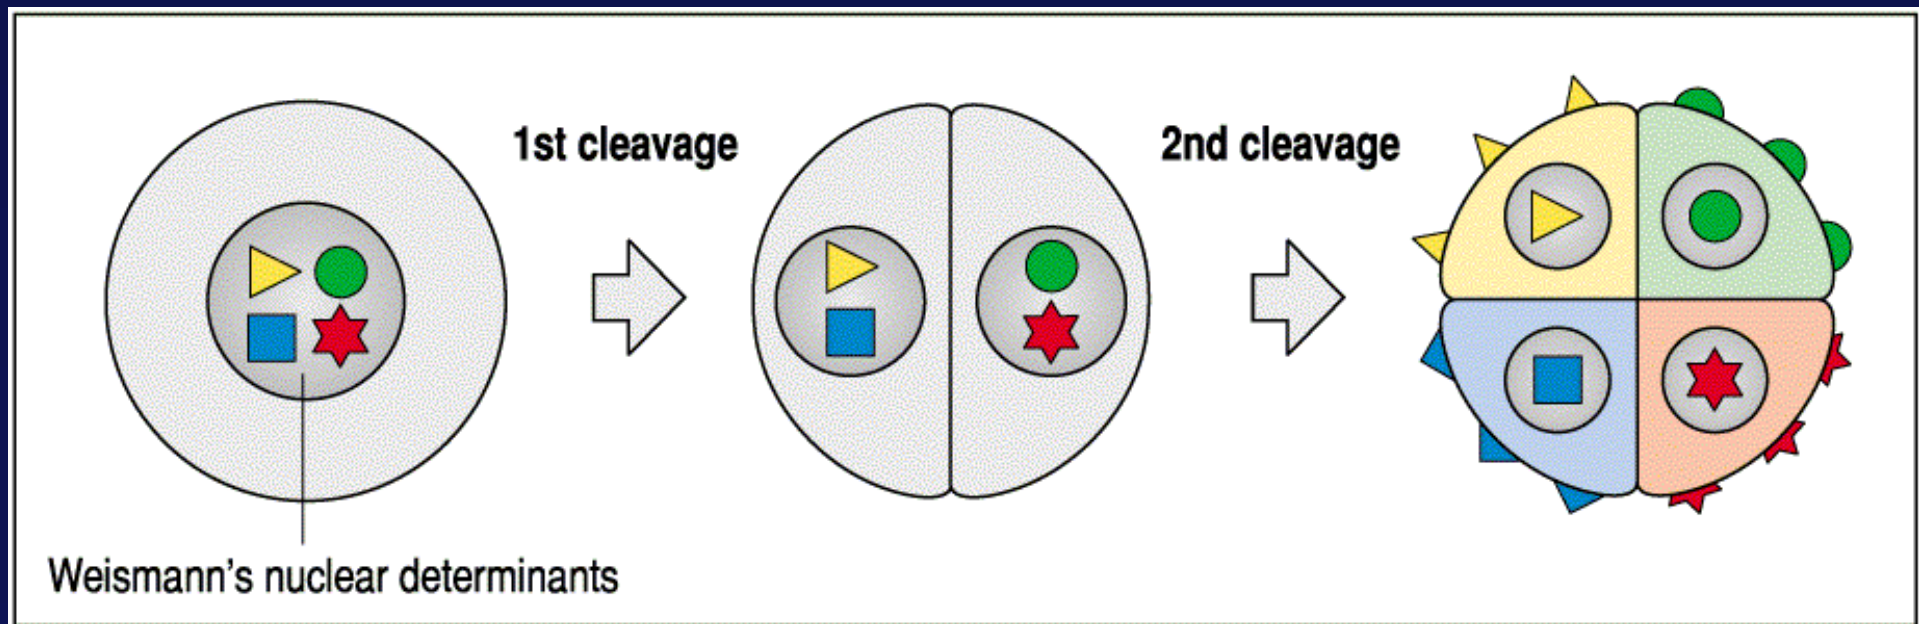 1st cleavage
2nd cleavage
Weismann's nuclear determinants